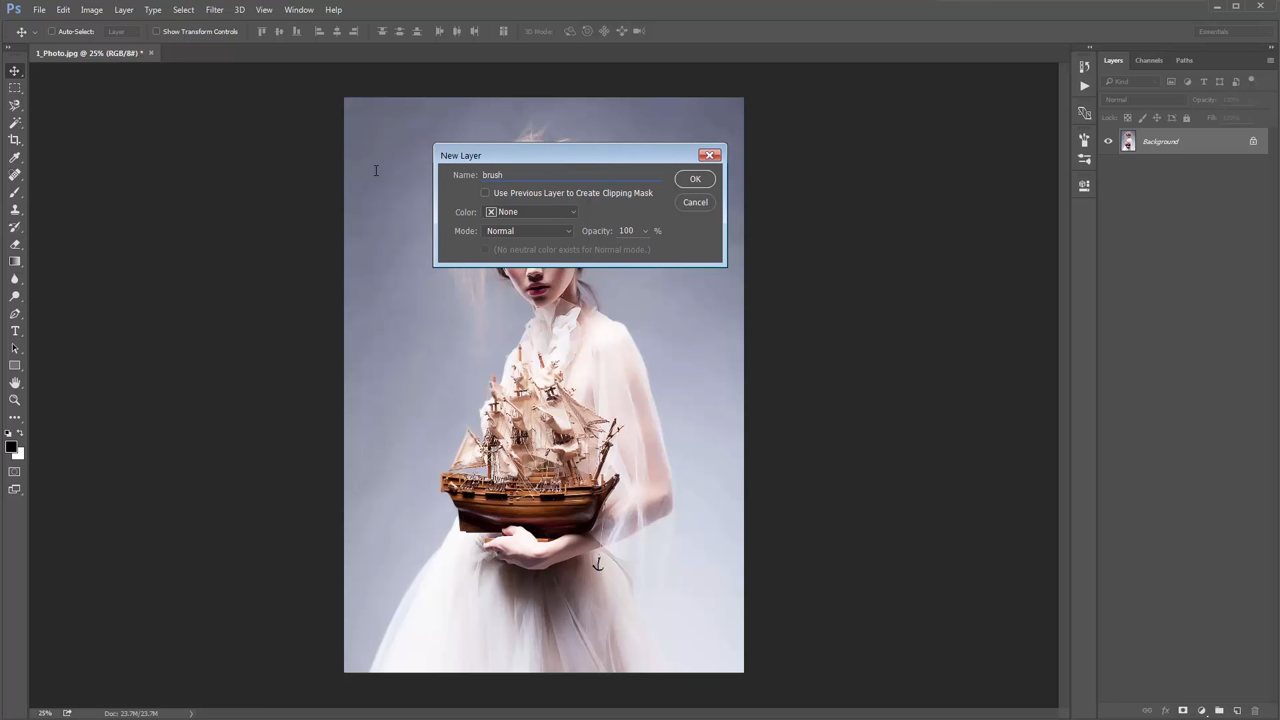 Ps File Edit Image Layer Type Select Filter 3D View Window Help
Auto-Select: Layer Show Transform Controls 3D Mode: Essentials
1_Photo.jpg @ 25% (RGB/8#) * ×
Layers Channels Paths
Kind
Normal Opacity: 100%
Lock: Fill: 100%
Background
New Layer
Name: brush
OK
Use Previous Layer to Create Clipping Mask
Cancel
Color: None
Mode: Normal Opacity: 100 %
(No neutral color exists for Normal mode.)
T
25% Doc: 23.7M/23.7M
fx